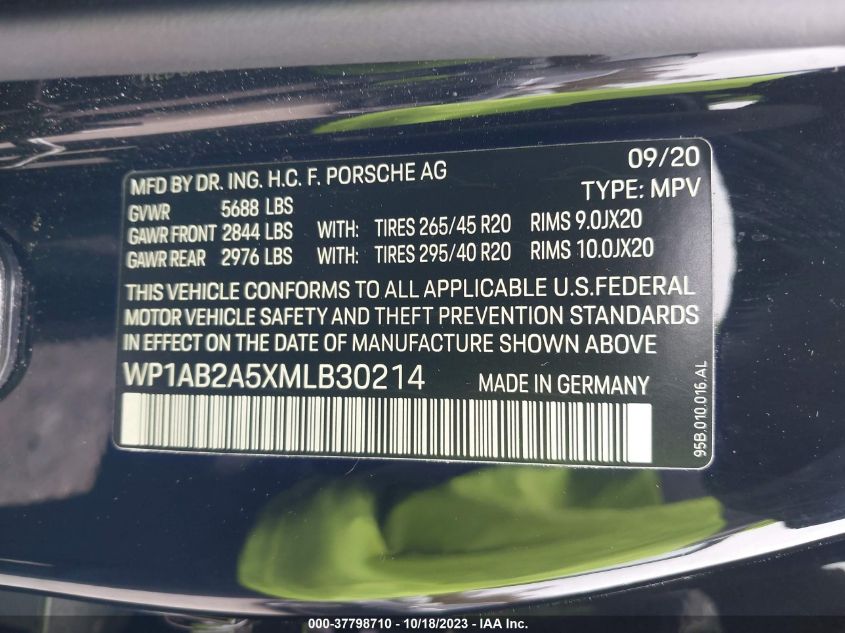 MFD BY DR. ING. H.C. F. PORSCHE AG 09/20
TYPE: MPV
GVWR 5688 LBS
GAWR FRONT 2844 LBS WITH: TIRES 265/45 R20 RIMS 9.0JX20
GAWR REAR 2976 LBS WITH: TIRES 295/40 R20 RIMS 10.0JX20
THIS VEHICLE CONFORMS TO ALL APPLICABLE U.S.FEDERAL
MOTOR VEHICLE SAFETY AND THEFT PREVENTION STANDARDS
IN EFFECT ON THE DATE OF MANUFACTURE SHOWN ABOVE
WP1AB2A5XMLB30214 MADE IN GERMANY
95B.010.016.AL
000-37798710 - 10/18/2023 - IAA Inc.